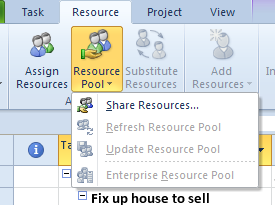 Task Resource Project View
Assign Resources
Resource Pool
Substitute Resources
Add Resources
Share Resources...
Refresh Resource Pool
Update Resource Pool
Enterprise Resource Pool
Fix up house to sell